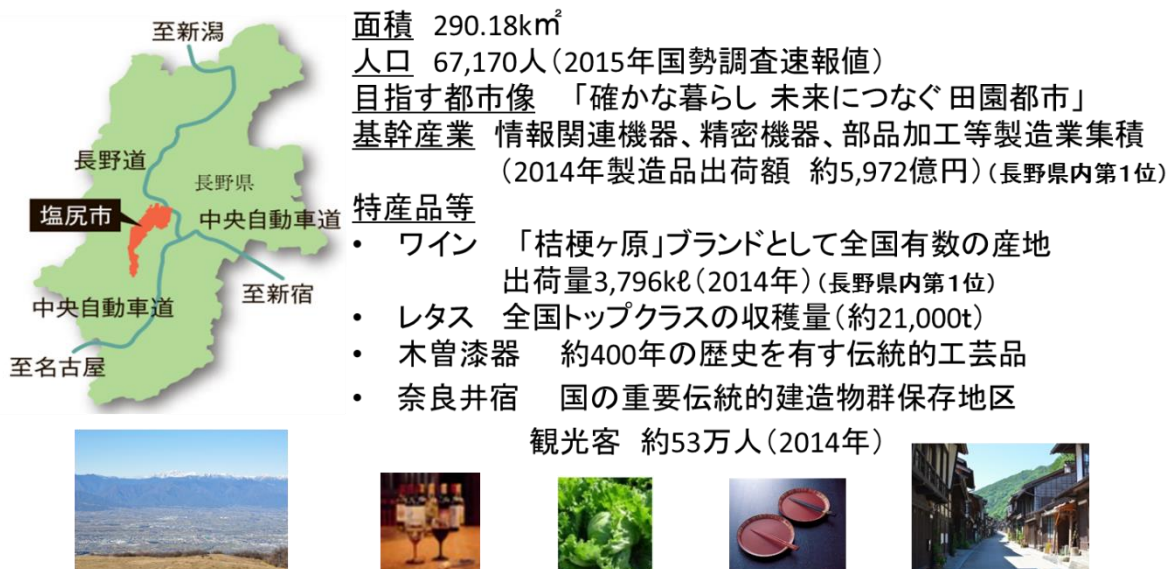 至新潟
長野道
長野県
塩尻市
中央自動車道
至新宿
中央自動車道
至名古屋
面積 290.18k㎡
人口 67,170人（2015年国勢調査速報値）
目指す都市像 「確かな暮らし 未来につなぐ 田園都市」
基幹産業 情報関連機器、精密機器、部品加工等製造業集積
（2014年製造品出荷額 約5,972億円）（長野県内第１位）
特産品等
• ワイン 「桔梗ヶ原」ブランドとして全国有数の産地
出荷量3,796kℓ（2014年）（長野県内第１位）
• レタス 全国トップクラスの収穫量（約21,000t）
• 木曽漆器 約400年の歴史を有す伝統的工芸品
• 奈良井宿 国の重要伝統的建造物群保存地区
観光客 約53万人（2014年）